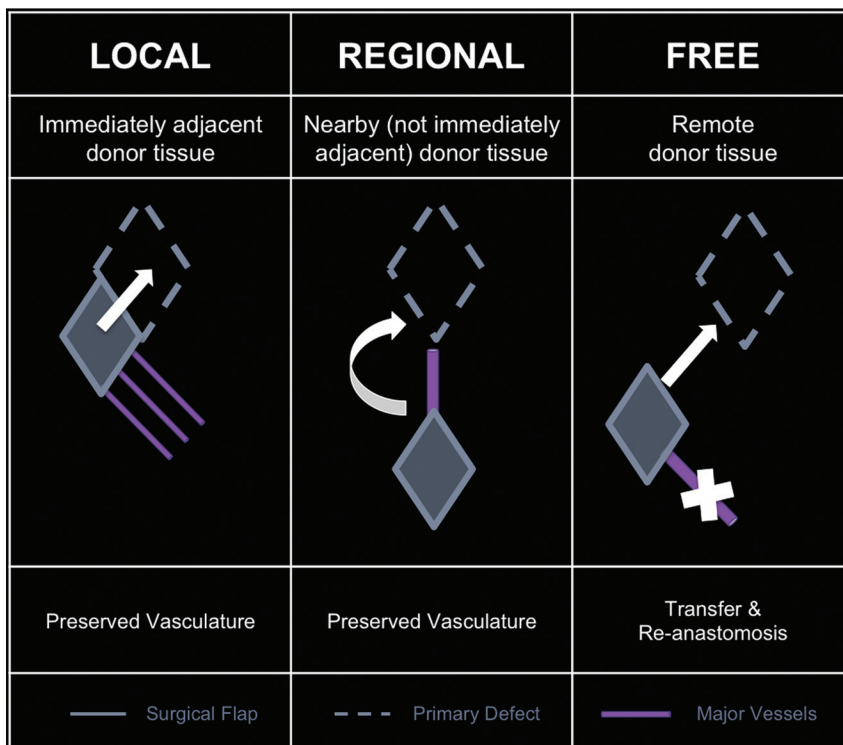 LOCAL
REGIONAL
FREE
Immediately adjacent
donor tissue
Nearby (not immediately
adjacent) donor tissue
Remote
donor tissue
Preserved Vasculature
Preserved Vasculature
Transfer &
Re-anastomosis
Surgical Flap
Primary Defect
Major Vessels